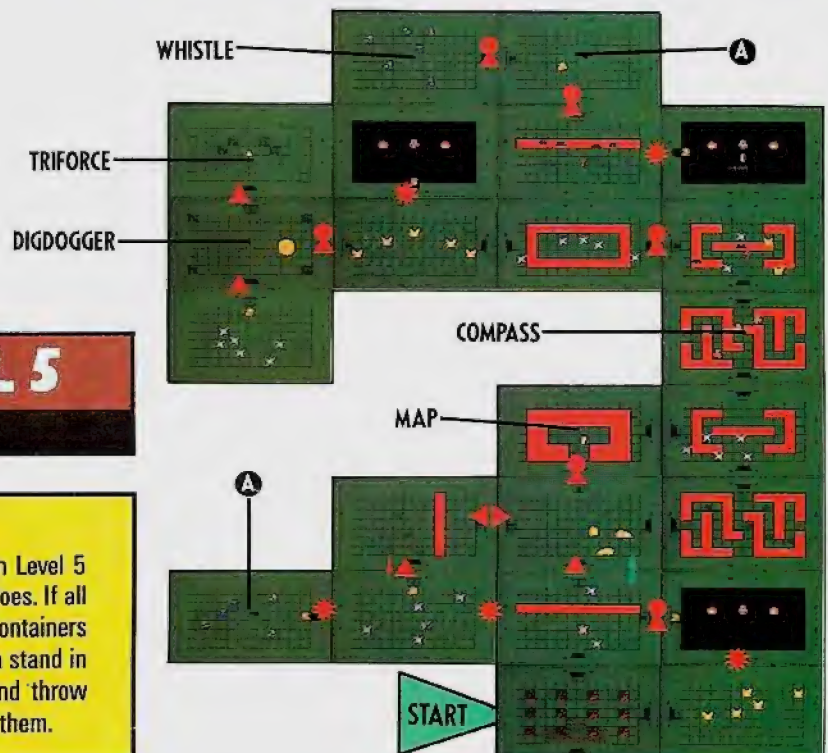 WHISTLE
A
TRIFORCE
DIGDOGGER
L 5
COMPASS
MAP
A
n Level 5
oes. If all
ontainers
n stand in
nd throw
them.
START